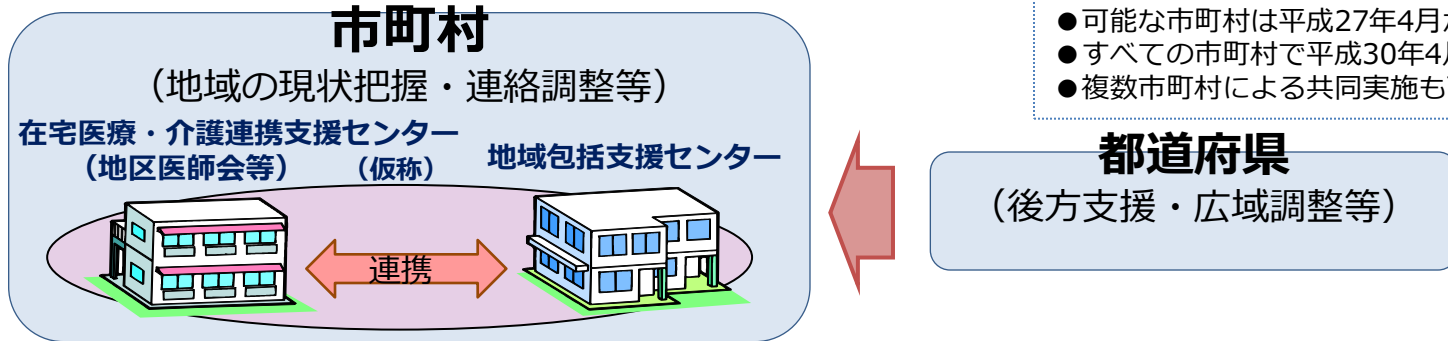 市町村
（地域の現状把握・連絡調整等）
在宅医療・介護連携支援センター
（地区医師会等）　（仮称）
地域包括支援センター
連携
●可能な市町村は平成27年4月
●すべての市町村で平成30年4
●複数市町村による共同実施も
都道府県
（後方支援・広域調整等）